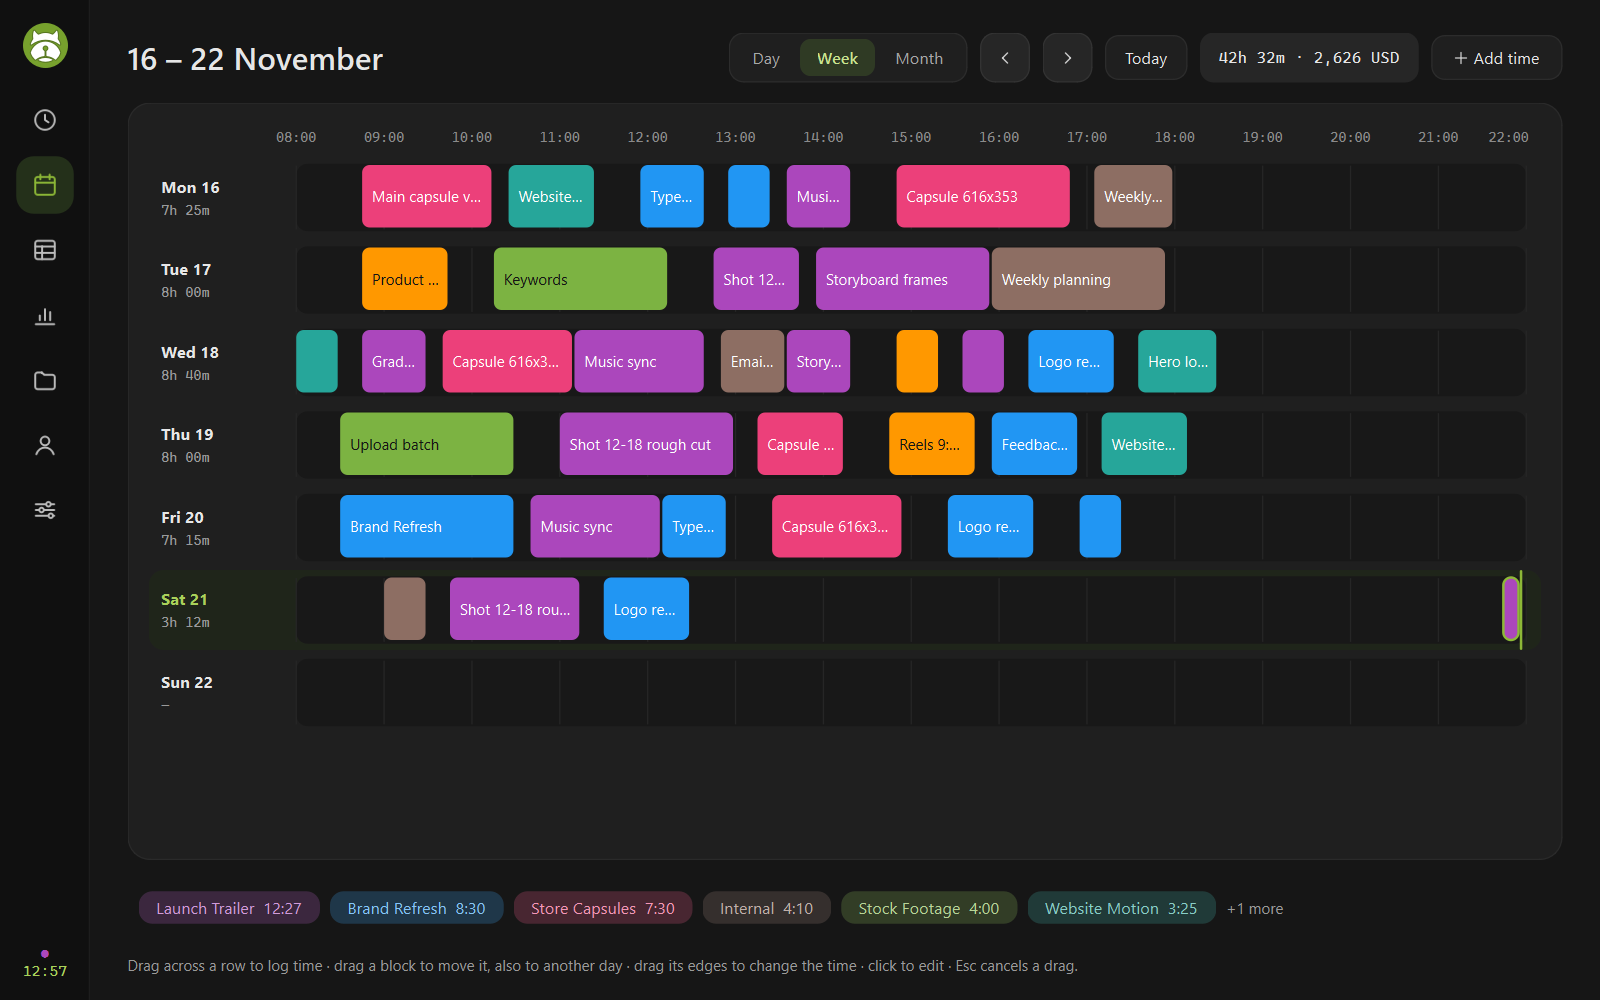 16 – 22 November
Day Week Month Today 42h 32m · 2,626 USD + Add time
08:00 09:00 10:00 11:00 12:00 13:00 14:00 15:00 16:00 17:00 18:00 19:00 20:00 21:00 22:00
Mon 16
7h 25m
Main capsule v... Website... Type... Musi... Capsule 616x353 Weekly...
Tue 17
8h 00m
Product ... Keywords Shot 12... Storyboard frames Weekly planning
Wed 18
8h 40m
Grad... Capsule 616x3... Music sync Emai... Story... Logo re... Hero lo...
Thu 19
8h 00m
Upload batch Shot 12-18 rough cut Capsule ... Reels 9:... Feedbac... Website...
Fri 20
7h 15m
Brand Refresh Music sync Type... Capsule 616x3... Logo re...
Sat 21
3h 12m
Shot 12-18 rou... Logo re...
Sun 22
–
Launch Trailer 12:27 Brand Refresh 8:30 Store Capsules 7:30 Internal 4:10 Stock Footage 4:00 Website Motion 3:25 +1 more
12:57
Drag across a row to log time · drag a block to move it, also to another day · drag its edges to change the time · click to edit · Esc cancels a drag.